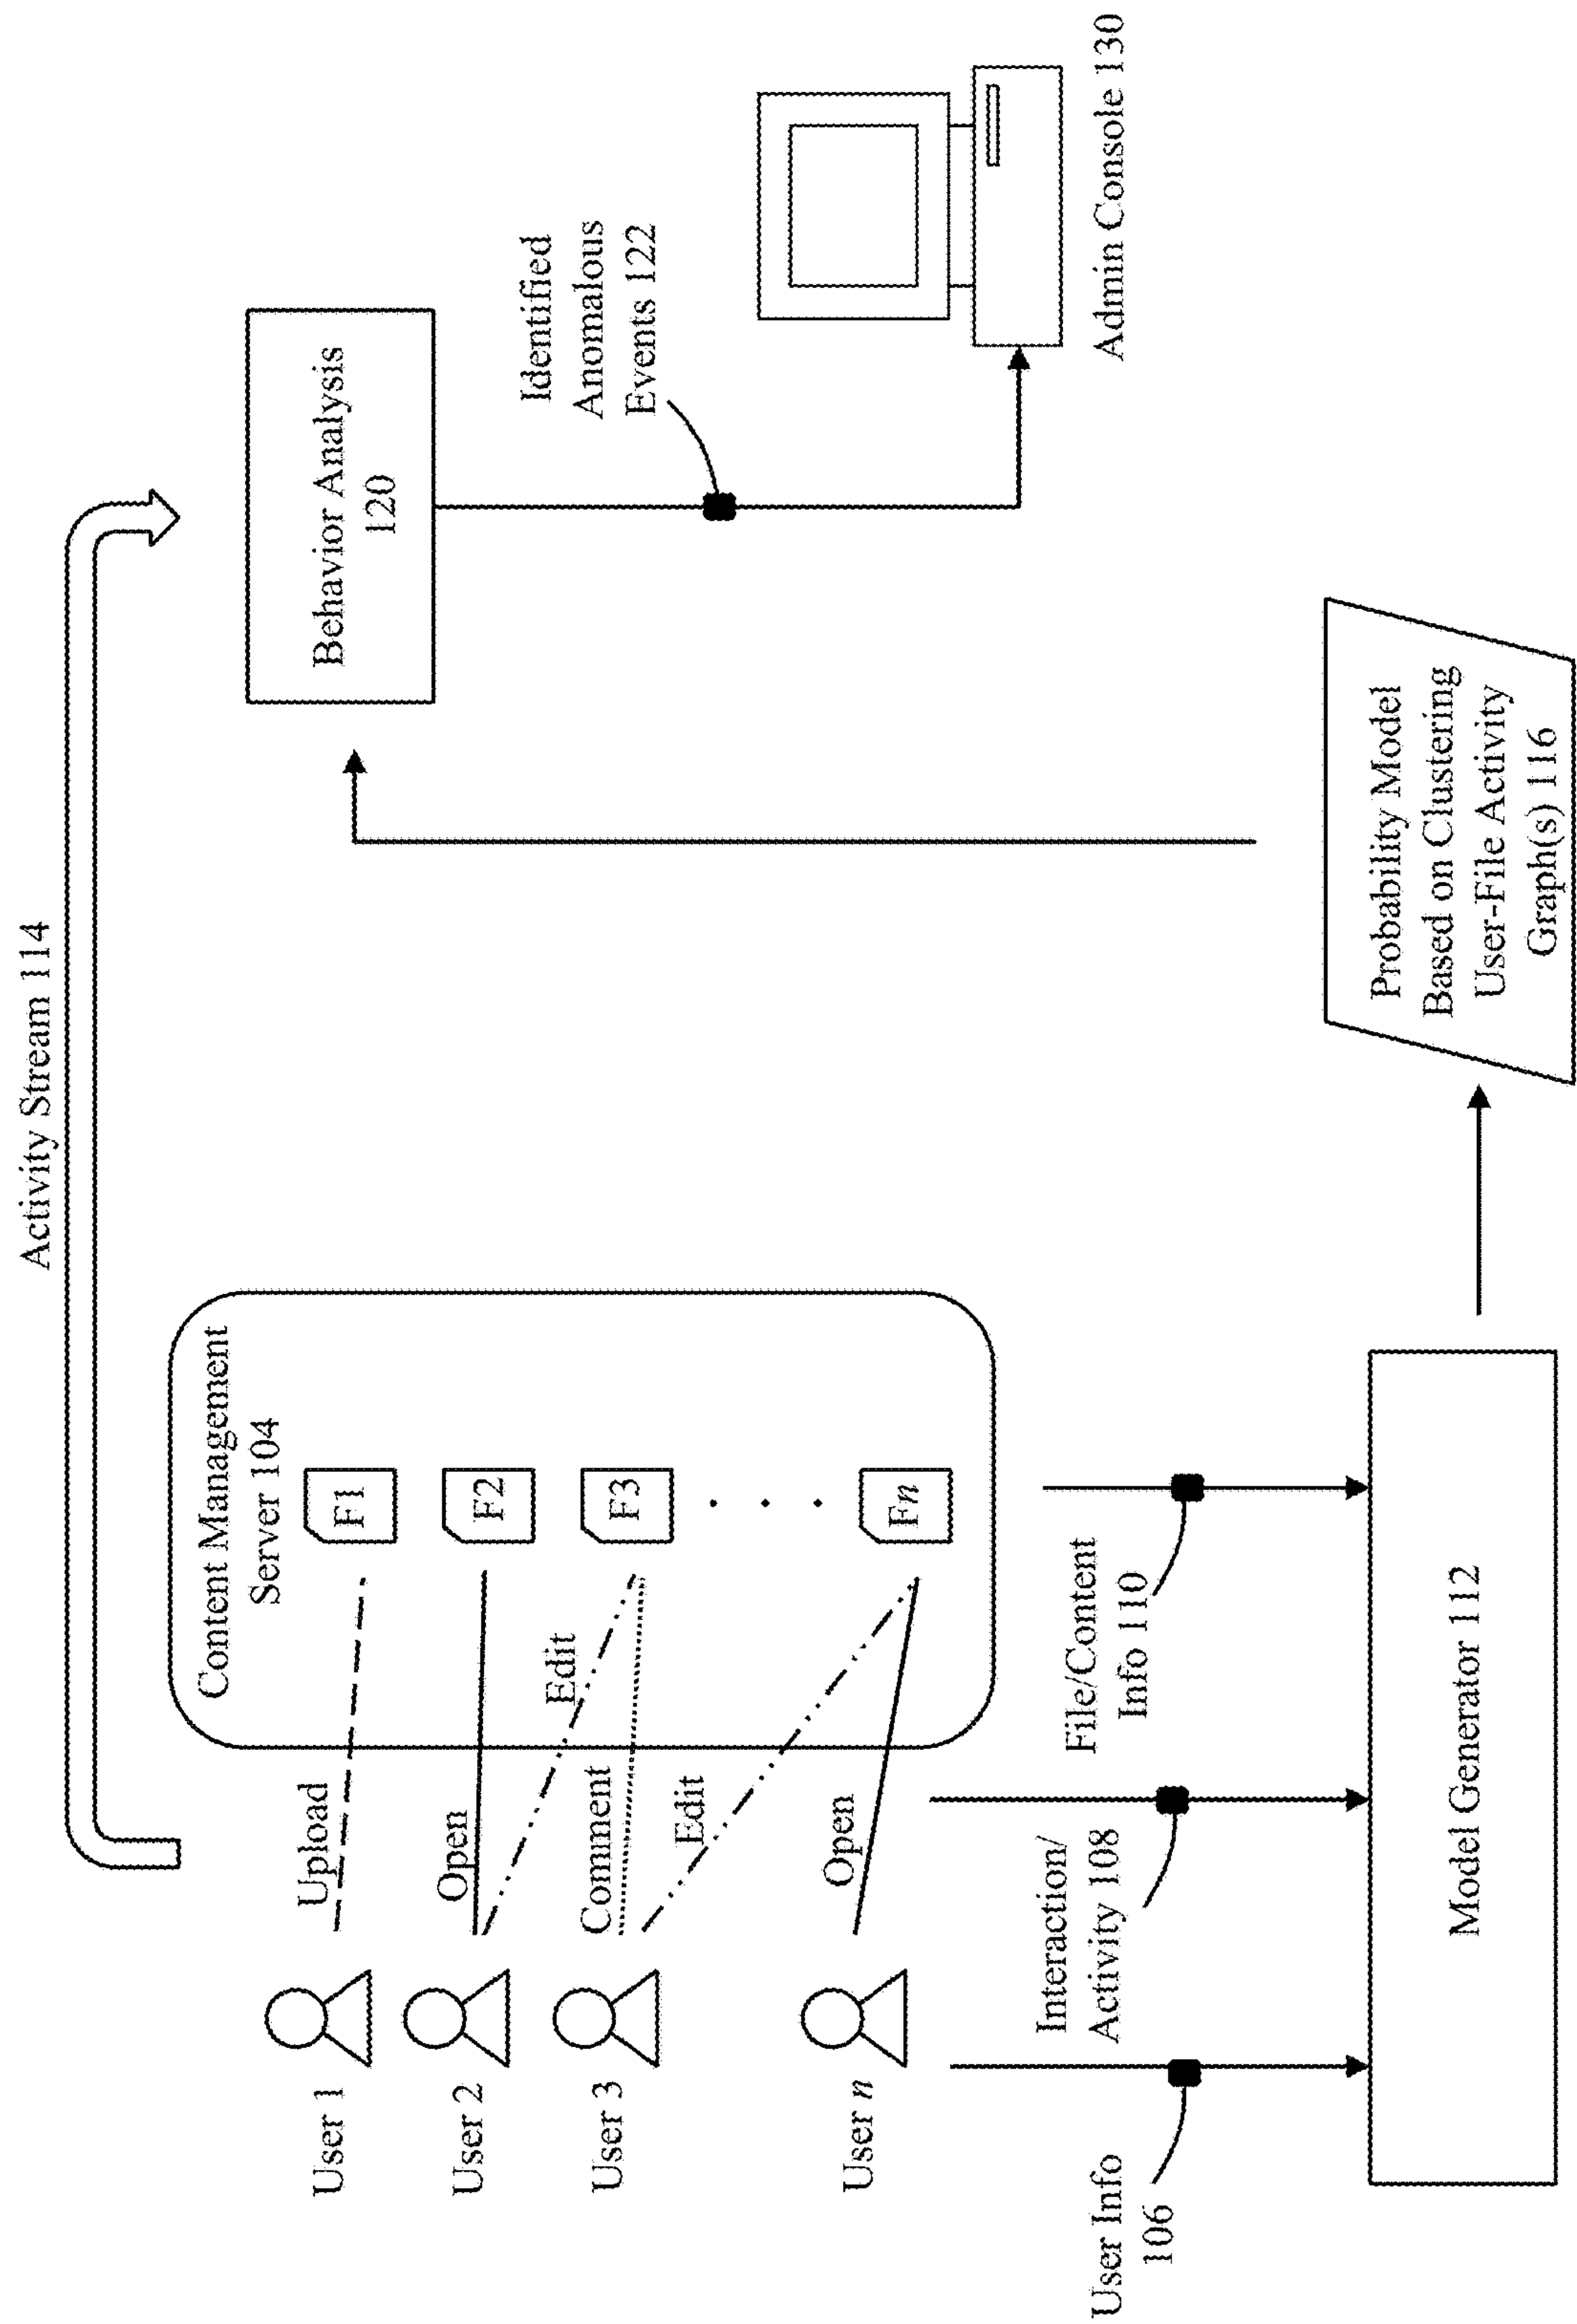 Activity Stream 114
Content Management
Server 104
User 1
Upload
F1
User 2
Open
F2
Edit
User 3
Comment
F3
Edit
User n
Open
Fn
Behavior Analysis
120
Identified
Anomalous
Events 122
Admin Console 130
User Info
106
Interaction/
Activity 108
File/Content
Info 110
Model Generator 112
Probability Model
Based on Clustering
User-File Activity
Graph(s) 116